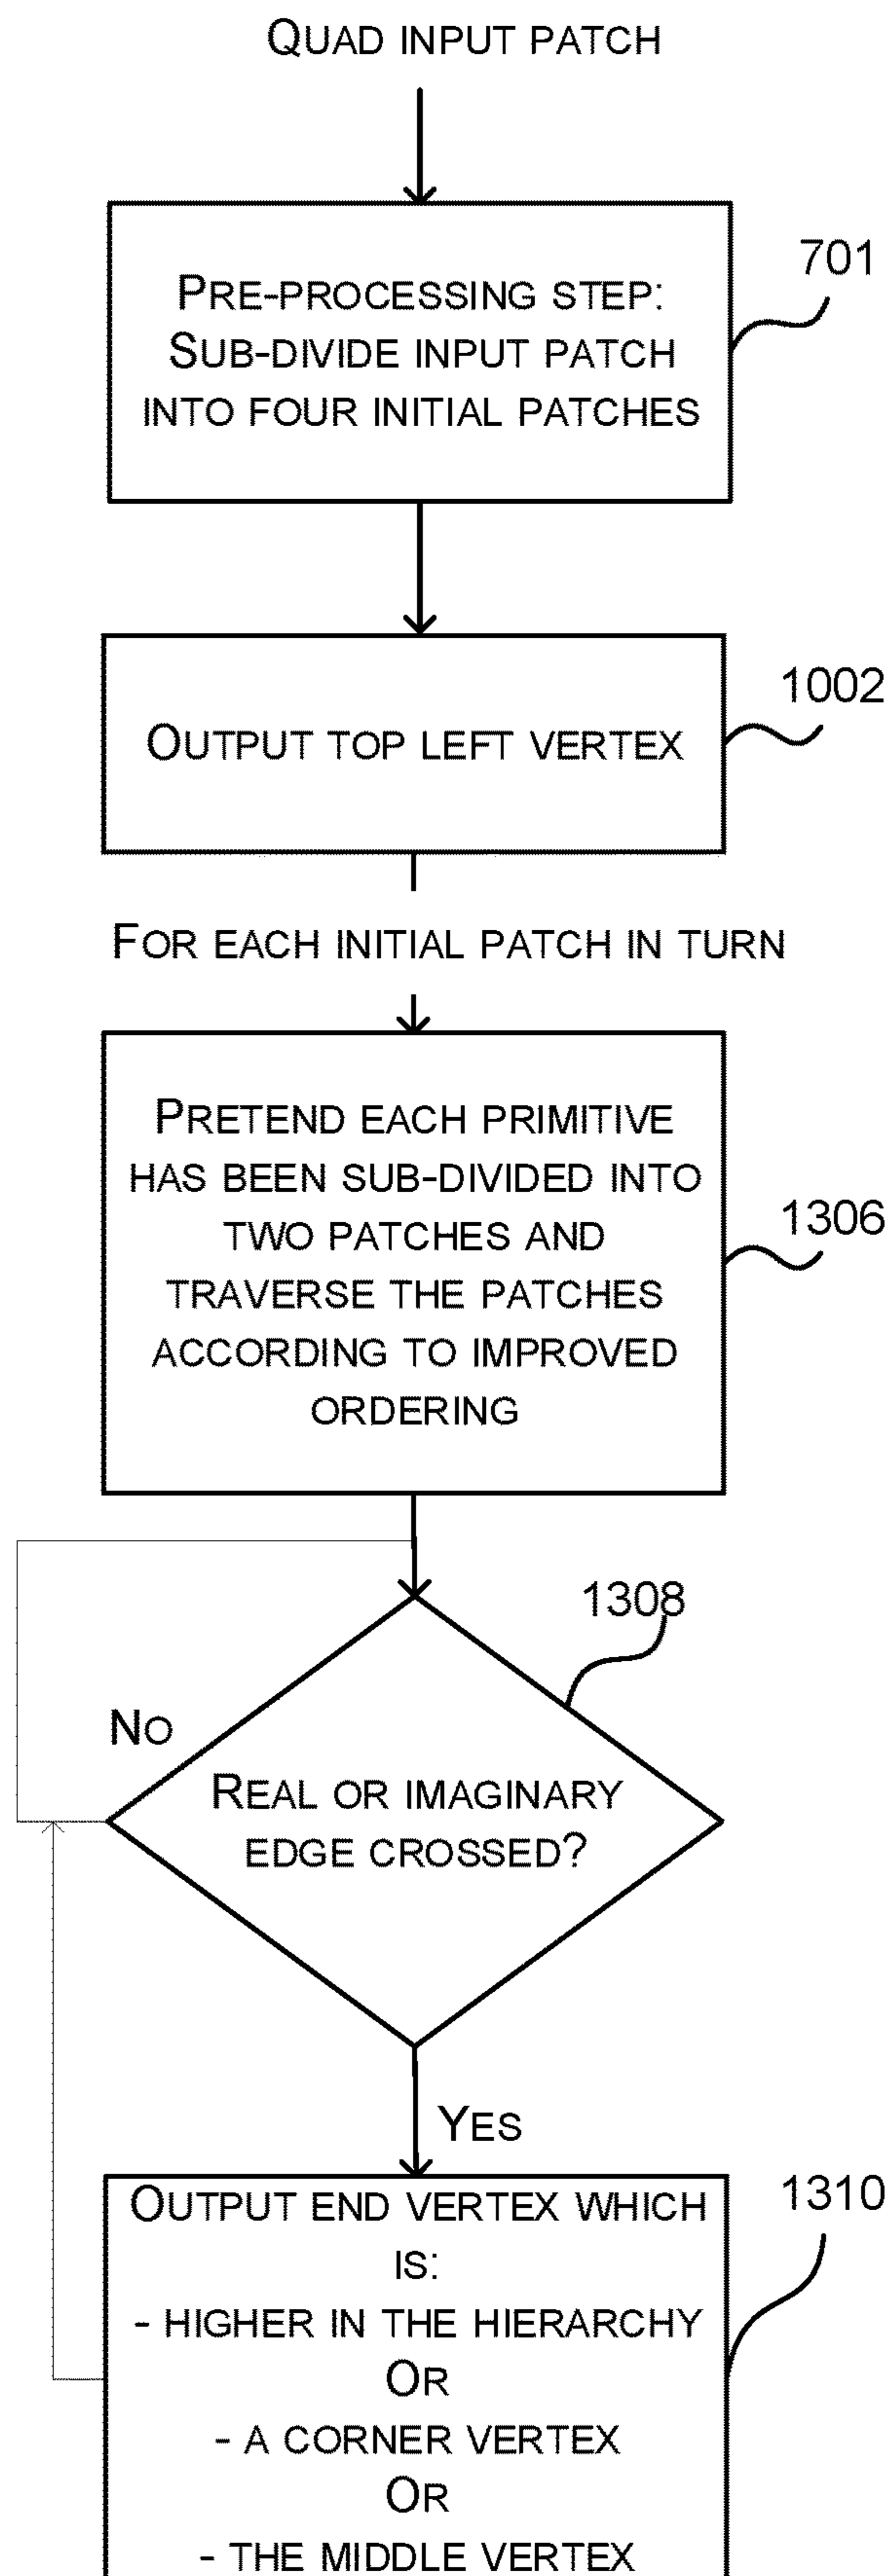 QUAD INPUT PATCH
PRE-PROCESSING STEP:
SUB-DIVIDE INPUT PATCH
INTO FOUR INITIAL PATCHES
701
OUTPUT TOP LEFT VERTEX
1002
FOR EACH INITIAL PATCH IN TURN
PRETEND EACH PRIMITIVE
HAS BEEN SUB-DIVIDED INTO
TWO PATCHES AND
TRAVERSE THE PATCHES
ACCORDING TO IMPROVED
ORDERING
1306
1308
NO
REAL OR IMAGINARY
EDGE CROSSED?
YES
OUTPUT END VERTEX WHICH
IS:
- HIGHER IN THE HIERARCHY
OR
- A CORNER VERTEX
OR
- THE MIDDLE VERTEX
1310